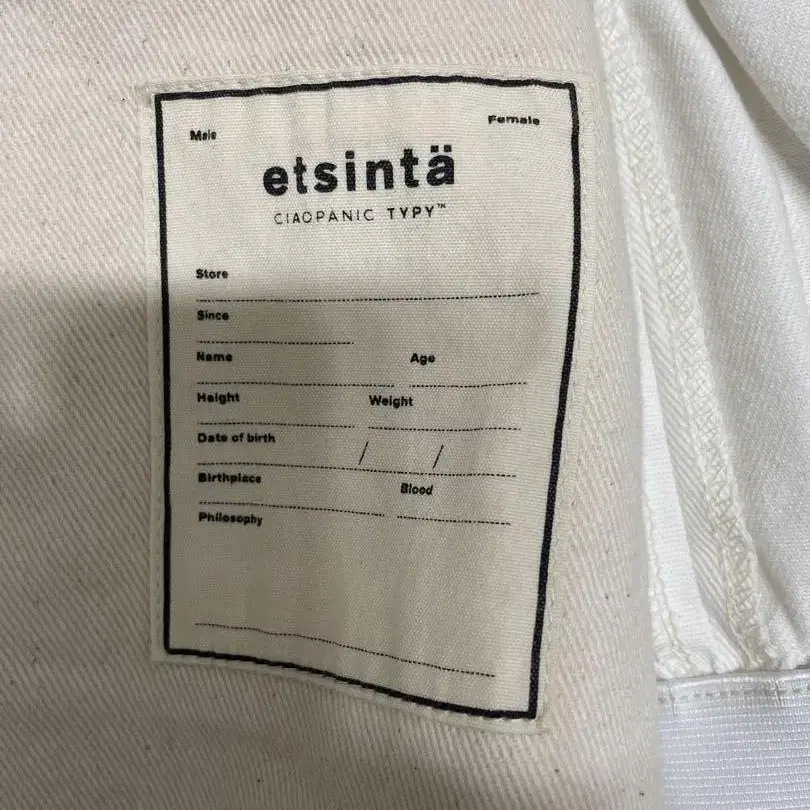 Male Female
etsintä
CIAOPANIC TYPY™
Store
Since
Name Age
Height Weight
Date of birth / /
Birthplace Blood
Philosophy